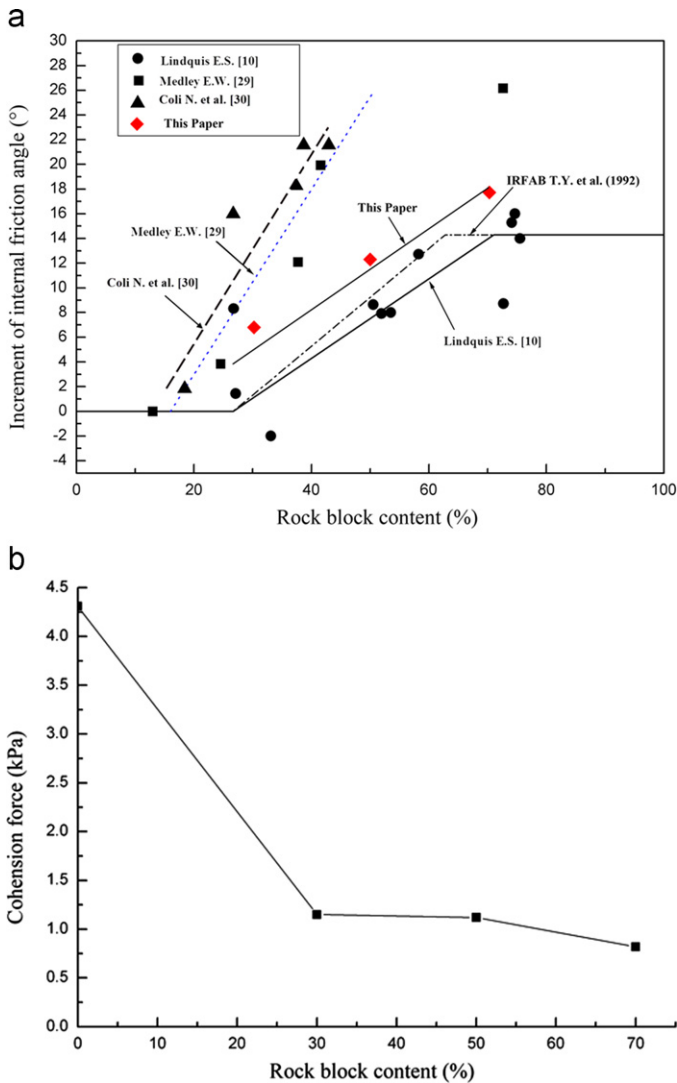 a
30
28
26
24
22
20
18
16
14
12
10
8
6
4
2
0
-2
-4
Increment of internal friction angle (°)
Lindquis E.S. [10]
Medley E.W. [29]
Coli N. et al. [30]
This Paper
IRFAB T.Y. et al. (1992)
This Paper
Medley E.W. [29]
Coli N. et al. [30]
Lindquis E.S. [10]
0 20 40 60 80 100
Rock block content (%)
b
4.5
4.0
3.5
3.0
2.5
2.0
1.5
1.0
0.5
0.0
Cohension force (kPa)
0 10 20 30 40 50 60 70
Rock block content (%)